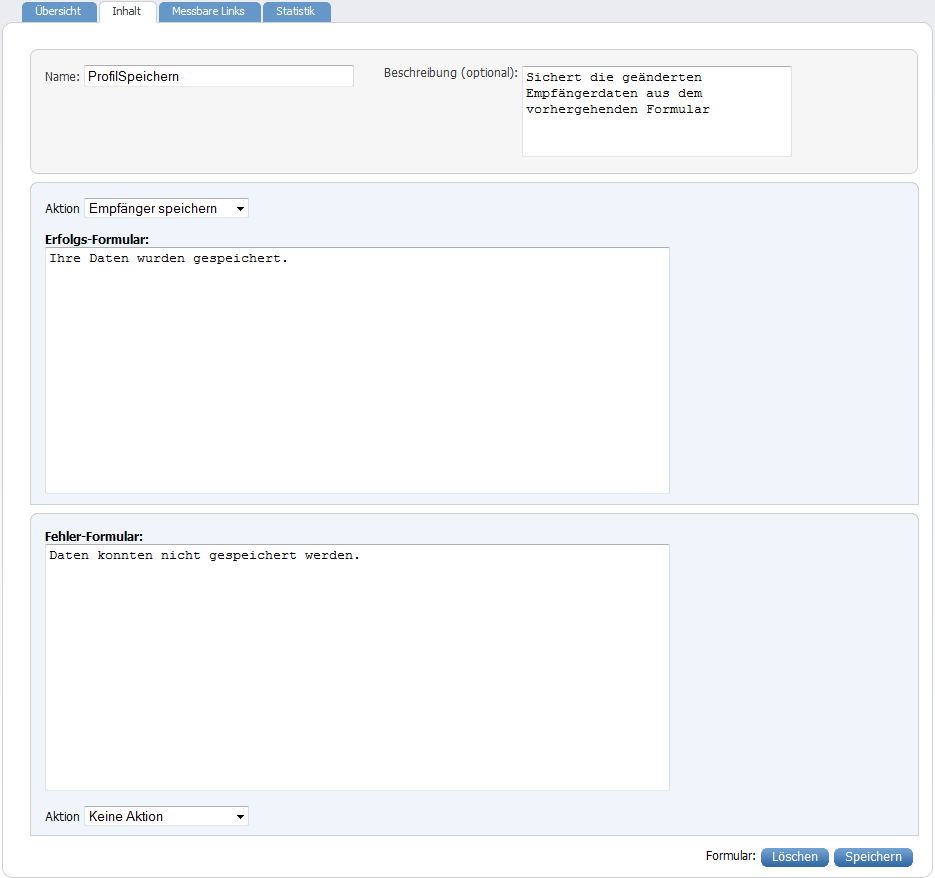 Übersicht Inhalt Messbare Links Statistik
Name: ProfilSpeichern Beschreibung (optional): Sichert die geänderten
Empfängerdaten aus dem
vorhergehenden Formular
Aktion Empfänger speichern
Erfolgs-Formular:
Ihre Daten wurden gespeichert.
Fehler-Formular:
Daten konnten nicht gespeichert werden.
Aktion Keine Aktion
Formular: Löschen Speichern